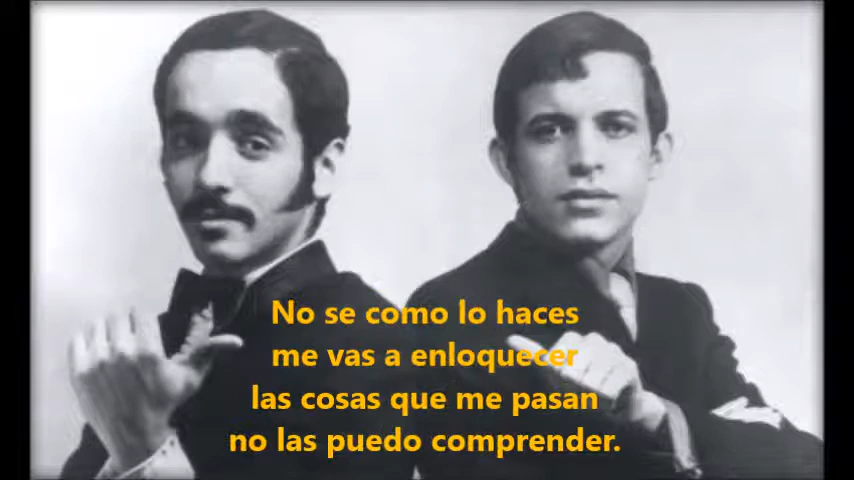 No se como lo haces
me vas a enloquecer
las cosas que me pasan
no las puedo comprender.